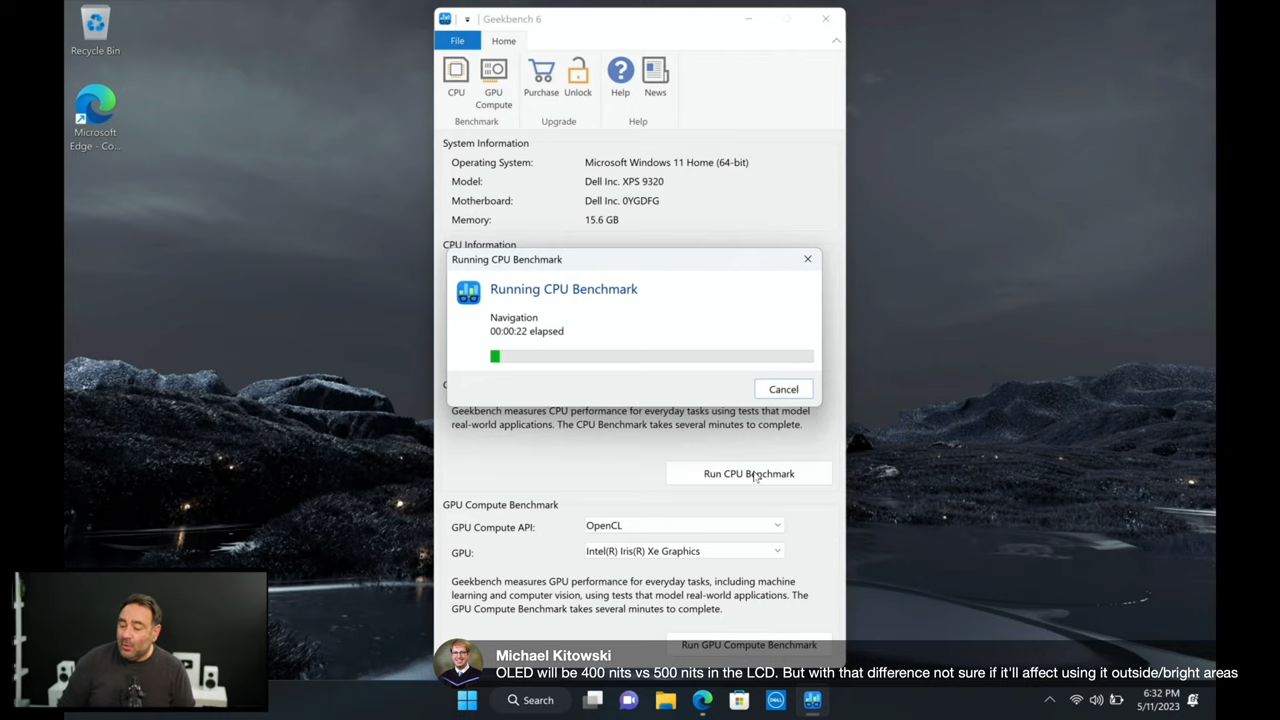 Recycle Bin
Microsoft
Edge - Co...
Geekbench 6
File
Home
CPU
GPU
Compute
Purchase
Unlock
Help
News
Benchmark
Upgrade
Help
System Information
Operating System:
Microsoft Windows 11 Home (64-bit)
Model:
Dell Inc. XPS 9320
Motherboard:
Dell Inc. 0YGDFG
Memory:
15.6 GB
CPU Information
Running CPU Benchmark
Running CPU Benchmark
Navigation
00:00:22 elapsed
Cancel
Geekbench measures CPU performance for everyday tasks using tests that model
real-world applications. The CPU Benchmark takes several minutes to complete.
Run CPU Benchmark
GPU Compute Benchmark
GPU Compute API:
OpenCL
GPU:
Intel(R) Iris(R) Xe Graphics
Geekbench measures GPU performance for everyday tasks, including machine
learning and computer vision, using tests that model real-world applications. The
GPU Compute Benchmark takes several minutes to complete.
Run GPU Compute Benchmark
Michael Kitowski
OLED will be 400 nits vs 500 nits in the LCD. But with that difference not sure if it'll affect using it outside/bright areas
Search
DELL
6:32 PM
5/11/2023